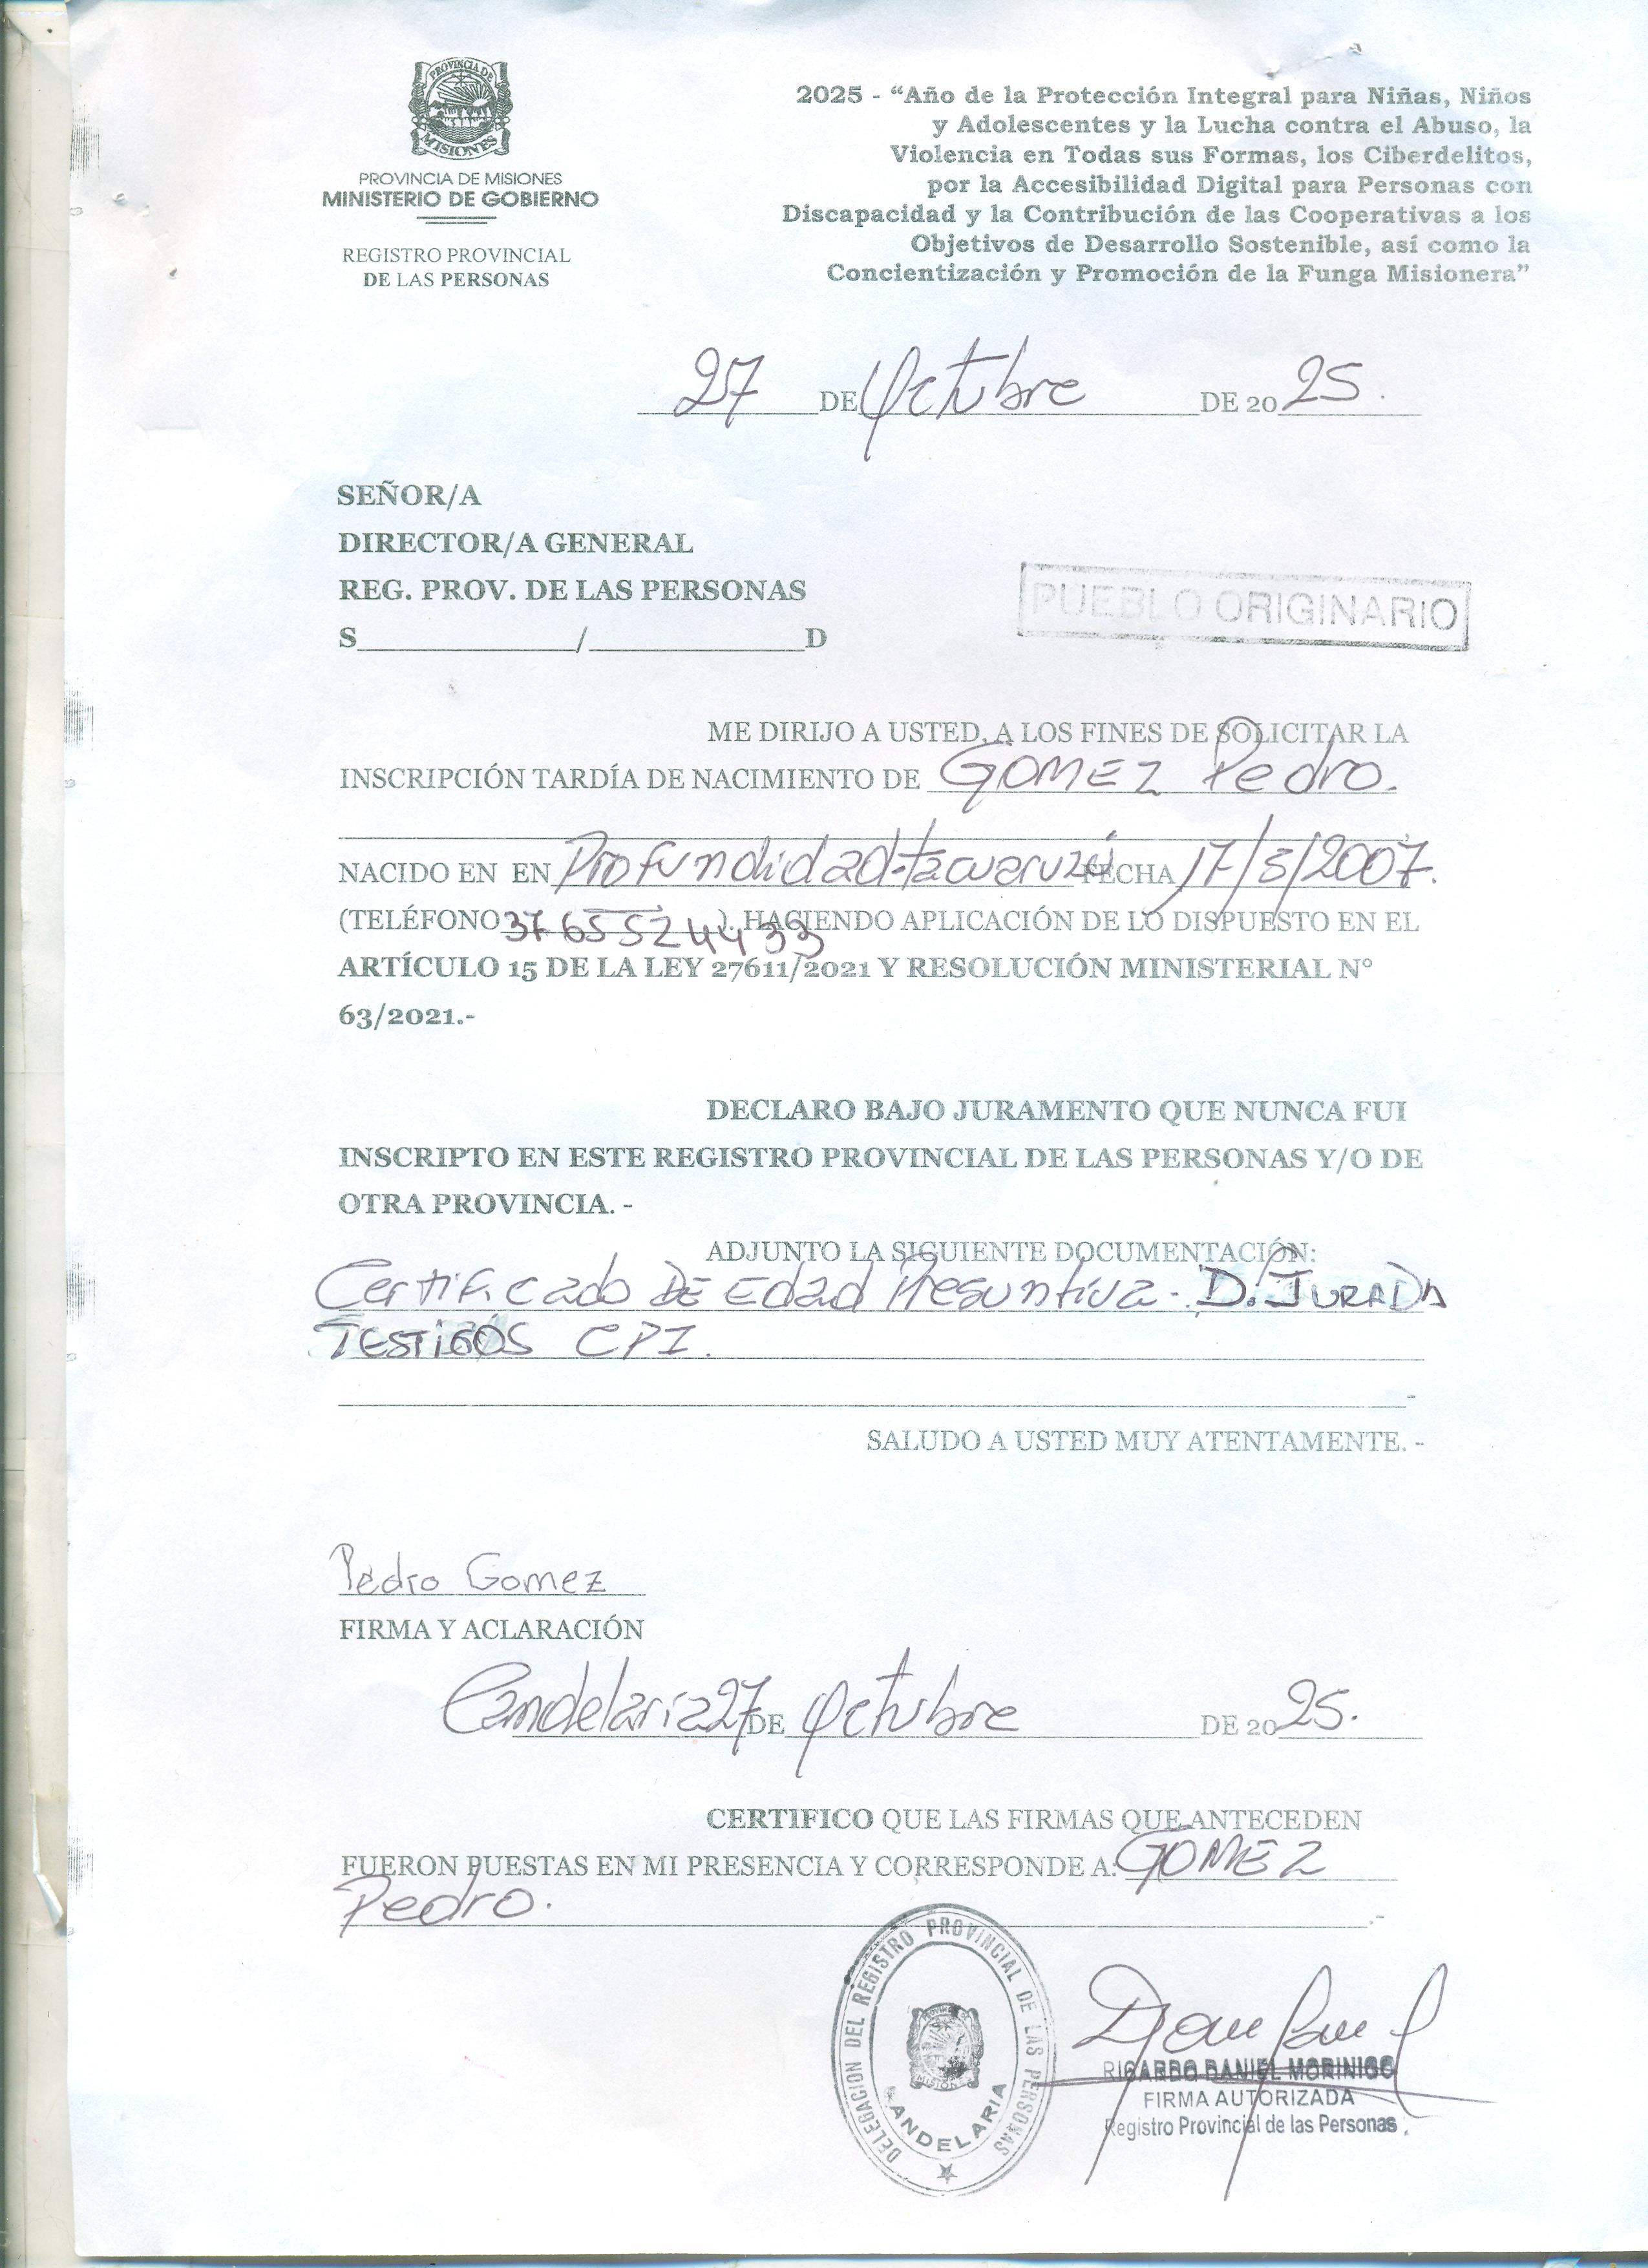 PROVINCIA DE MISIONES
PROVINCIA DE MISIONES
MINISTERIO DE GOBIERNO
REGISTRO PROVINCIAL
DE LAS PERSONAS
2025 - “Año de la Protección Integral para Niñas, Niños
y Adolescentes y la Lucha contra el Abuso, la
Violencia en Todas sus Formas, los Ciberdelitos,
por la Accesibilidad Digital para Personas con
Discapacidad y la Contribución de las Cooperativas a los
Objetivos de Desarrollo Sostenible, así como la
Concientización y Promoción de la Funga Misionera”
27 DE Octubre DE 20 25.
SEÑOR/A
DIRECTOR/A GENERAL
REG. PROV. DE LAS PERSONAS
S/D
PUEBLO ORIGINARIO
ME DIRIJO A USTED, A LOS FINES DE SOLICITAR LA
INSCRIPCIÓN TARDÍA DE NACIMIENTO DE GOMEZ Pedro.
NACIDO EN EN Profundidad-tacuaruzú FECHA 17/3/2007.
(TELÉFONO 3765524433). HACIENDO APLICACIÓN DE LO DISPUESTO EN EL
ARTÍCULO 15 DE LA LEY 27611/2021 Y RESOLUCIÓN MINISTERIAL N°
63/2021.-
DECLARO BAJO JURAMENTO QUE NUNCA FUI
INSCRIPTO EN ESTE REGISTRO PROVINCIAL DE LAS PERSONAS Y/O DE
OTRA PROVINCIA. -
ADJUNTO LA SIGUIENTE DOCUMENTACIÓN:
Certificado DE Edad Presuntiva - D. JURADA
TESTIGOS CPI.
SALUDO A USTED MUY ATENTAMENTE. -
Pedro Gomez
FIRMA Y ACLARACIÓN
Candelaria 27 DE Octubre DE 20 25.
CERTIFICO QUE LAS FIRMAS QUE ANTECEDEN
FUERON PUESTAS EN MI PRESENCIA Y CORRESPONDE A: GOMEZ
Pedro. .-
DELEGACION DEL REGISTRO PROVINCIAL DE LAS PERSONAS
CANDELARIA
RICARDO DANIEL MORINIGO
FIRMA AUTORIZADA
Registro Provincial de las Personas